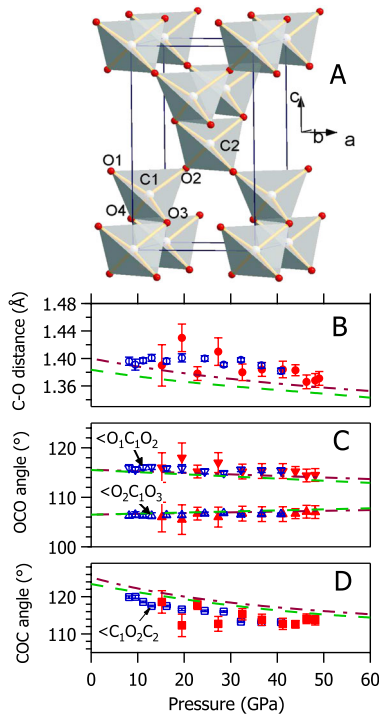 A
c
b a
C2
O1
C1 O2
O4 O3
B
C-O distance (Å)
1.48
1.44
1.40
1.36
C
OCO angle (°)
<O1C1O2
<O2C1O3
120
110
100
D
COC angle (°)
<C1O2C2
120
110
0 10 20 30 40 50 60
Pressure (GPa)